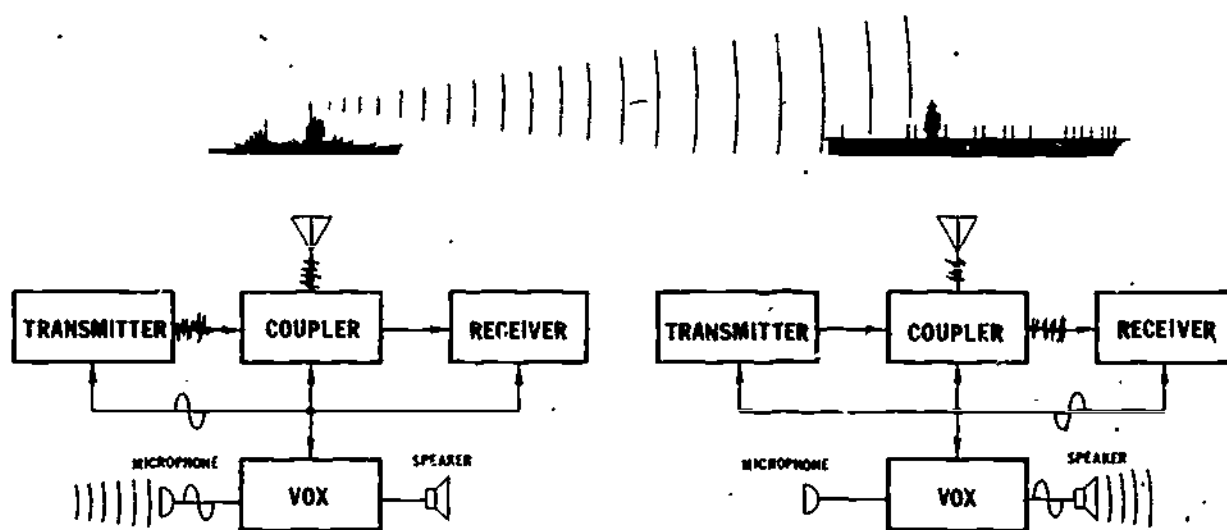 TRANSMITTER COUPLER RECEIVER TRANSMITTER COUPLER RECEIVER
MICROPHONE SPEAKER MICROPHONE SPEAKER
VOX VOX